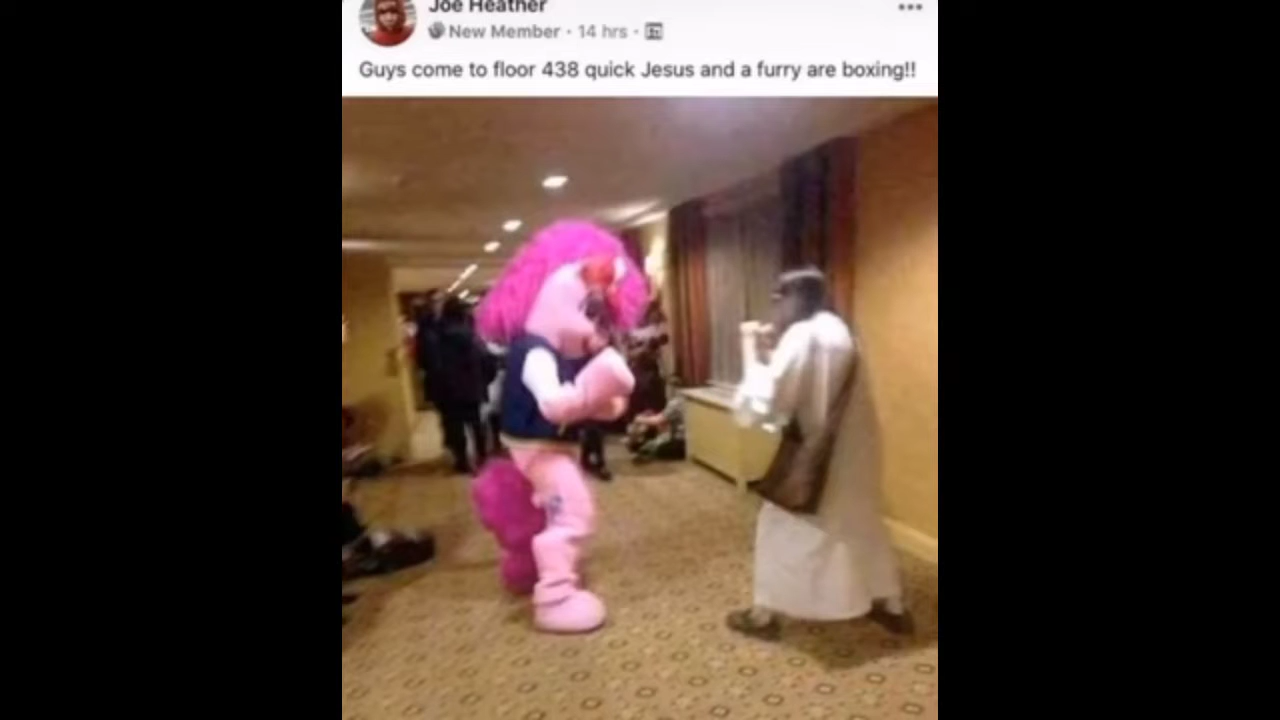 Joe Heather
New Member · 14 hrs ·
Guys come to floor 438 quick Jesus and a furry are boxing!!